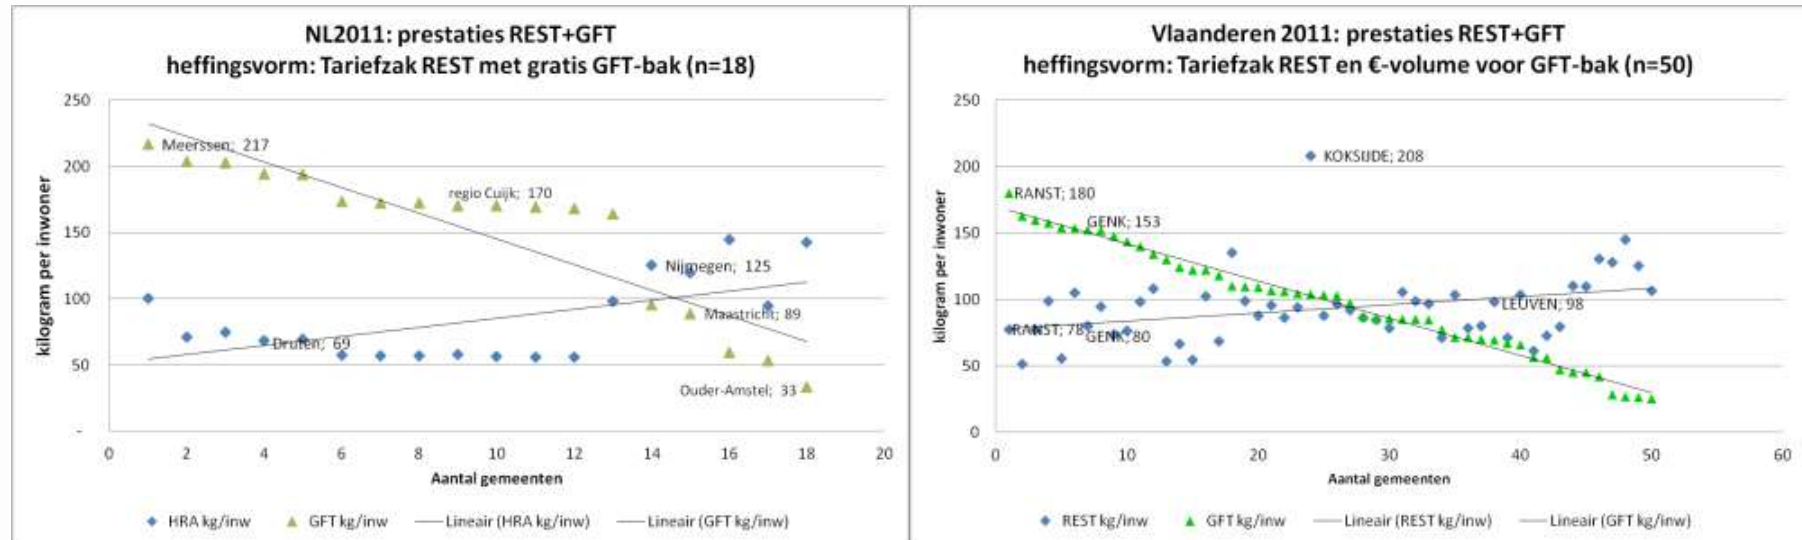 NL2011: prestaties REST+GFT
heffingsvorm: Tariefzak REST met gratis GFT-bak (n=18)
kilogram per inwoner
250
200
150
100
50
-
Meerssen; 217
regio Cuijk; 170
Nijmegen; 125
Maastricht; 89
Druten; 69
Ouder-Amstel; 33
0 2 4 6 8 10 12 14 16 18 20
Aantal gemeenten
HRA kg/inw GFT kg/inw Lineair (HRA kg/inw) Lineair (GFT kg/inw)
Vlaanderen 2011: prestaties REST+GFT
heffingsvorm: Tariefzak REST en €-volume voor GFT-bak (n=50)
kilogram per inwoner
250
200
150
100
50
0
KOKSIJDE; 208
RANST; 180
GENK; 153
LEUVEN; 98
RANST; 78
GENK; 80
0 10 20 30 40 50 60
Aantal gemeenten
REST kg/inw GFT kg/inw Lineair (REST kg/inw) Lineair (GFT kg/inw)